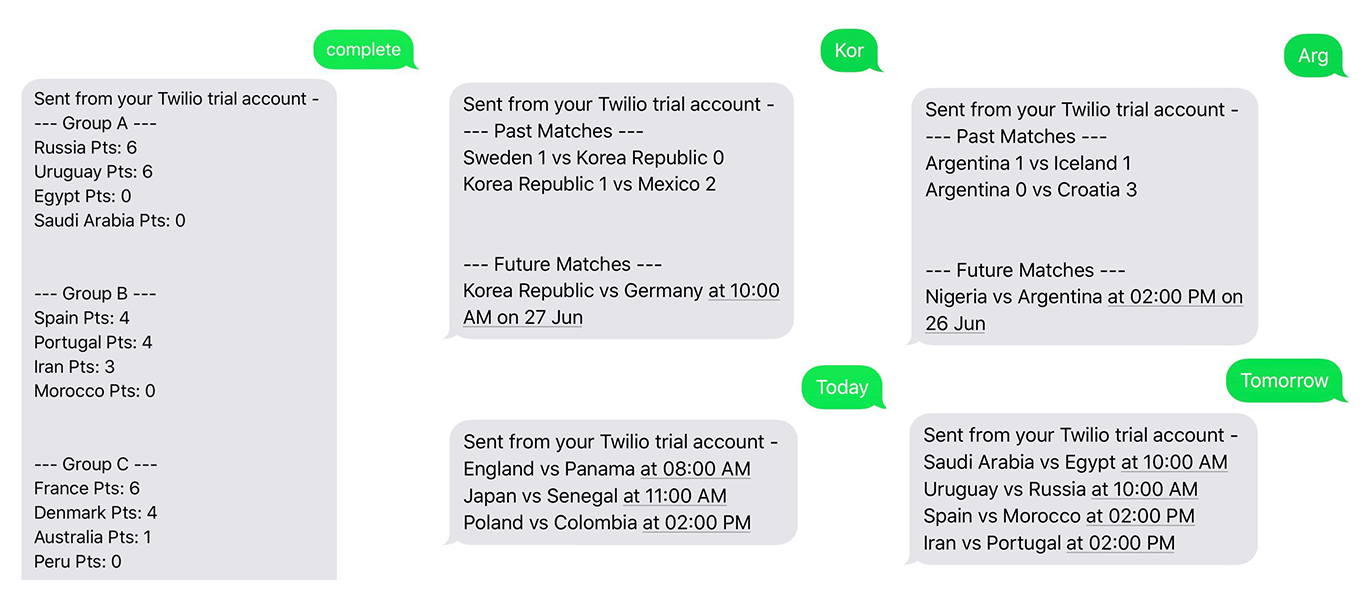 complete
Sent from your Twilio trial account -
--- Group A ---
Russia Pts: 6
Uruguay Pts: 6
Egypt Pts: 0
Saudi Arabia Pts: 0
--- Group B ---
Spain Pts: 4
Portugal Pts: 4
Iran Pts: 3
Morocco Pts: 0
--- Group C ---
France Pts: 6
Denmark Pts: 4
Australia Pts: 1
Peru Pts: 0
Kor
Sent from your Twilio trial account -
--- Past Matches ---
Sweden 1 vs Korea Republic 0
Korea Republic 1 vs Mexico 2
--- Future Matches ---
Korea Republic vs Germany at 10:00
AM on 27 Jun
Today
Sent from your Twilio trial account -
England vs Panama at 08:00 AM
Japan vs Senegal at 11:00 AM
Poland vs Colombia at 02:00 PM
Arg
Sent from your Twilio trial account -
--- Past Matches ---
Argentina 1 vs Iceland 1
Argentina 0 vs Croatia 3
--- Future Matches ---
Nigeria vs Argentina at 02:00 PM on
26 Jun
Tomorrow
Sent from your Twilio trial account -
Saudi Arabia vs Egypt at 10:00 AM
Uruguay vs Russia at 10:00 AM
Spain vs Morocco at 02:00 PM
Iran vs Portugal at 02:00 PM